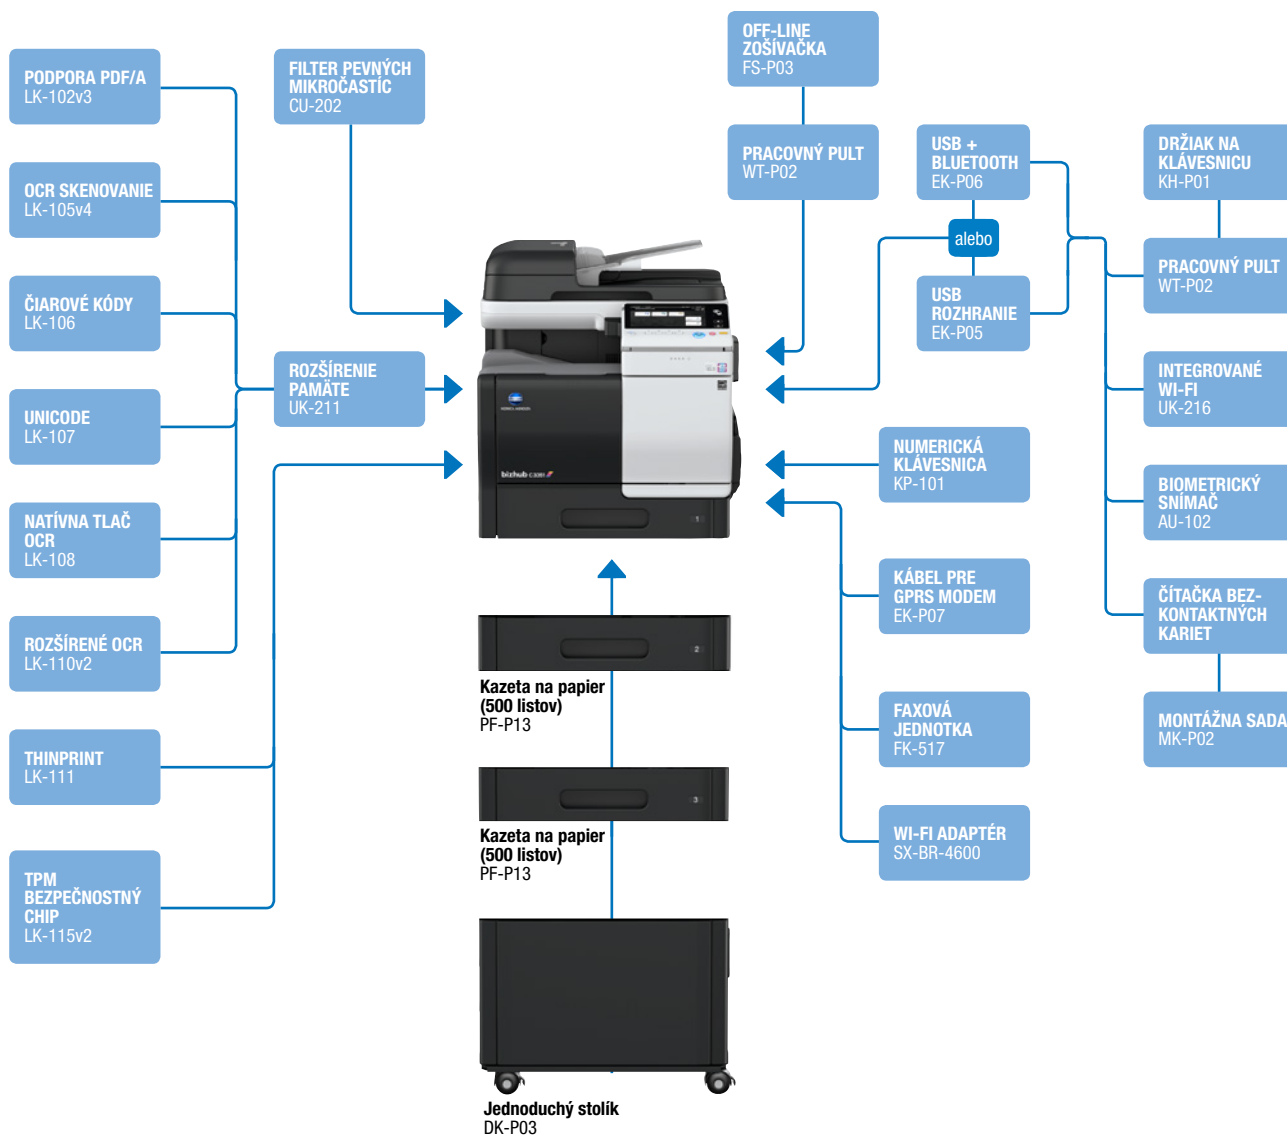 PODPORA PDF/A
LK-102v3
OCR SKENOVANIE
LK-105v4
ČIAROVÉ KÓDY
LK-106
UNICODE
LK-107
NATÍVNA TLAČ
OCR
LK-108
ROZŠÍRENÉ OCR
LK-110v2
THINPRINT
LK-111
TPM
BEZPEČNOSTNÝ
CHIP
LK-115v2
FILTER PEVNÝCH
MIKROČASTÍC
CU-202
ROZŠÍRENIE
PAMÄTE
UK-211
KONICA MINOLTA
bizhub
1
2
Kazeta na papier
(500 listov)
PF-P13
3
Kazeta na papier
(500 listov)
PF-P13
Jednoduchý stolík
DK-P03
OFF-LINE
ZOŠÍVAČKA
FS-P03
PRACOVNÝ PULT
WT-P02
USB +
BLUETOOTH
EK-P06
alebo
USB
ROZHRANIE
EK-P05
NUMERICKÁ
KLÁVESNICA
KP-101
KÁBEL PRE
GPRS MODEM
EK-P07
FAXOVÁ
JEDNOTKA
FK-517
WI-FI ADAPTÉR
SX-BR-4600
DRŽIAK NA
KLÁVESNICU
KH-P01
PRACOVNÝ PULT
WT-P02
INTEGROVANÉ
WI-FI
UK-216
BIOMETRICKÝ
SNÍMAČ
AU-102
ČÍTAČKA BEZ-
KONTAKTNÝCH
KARIET
MONTÁŽNA SADA
MK-P02